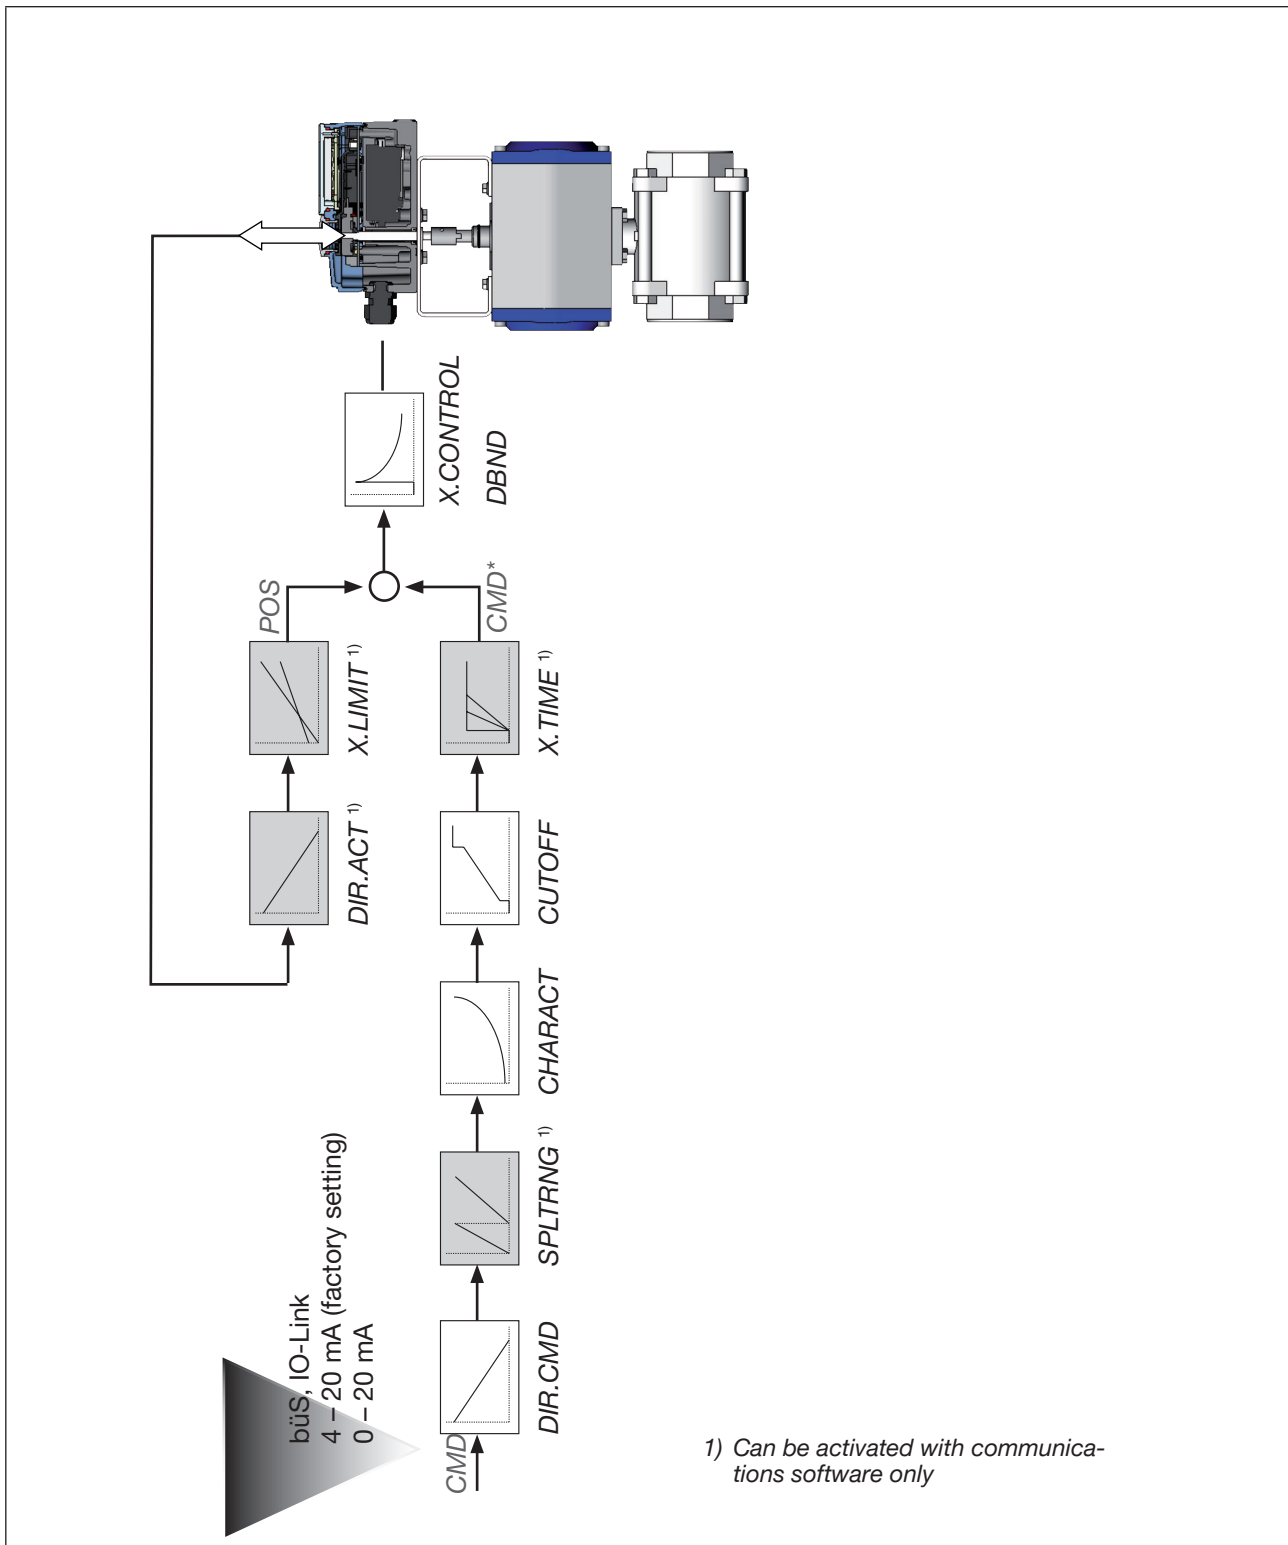 büS, IO-Link
4 – 20 mA (factory setting)
0 – 20 mA
CMD
DIR.CMD
SPLTRNG 1)
CHARACT
CUTOFF
X.TIME 1)
CMD*
DIR.ACT 1)
X.LIMIT 1)
POS
X.CONTROL
DBND
1) Can be activated with communica-
tions software only